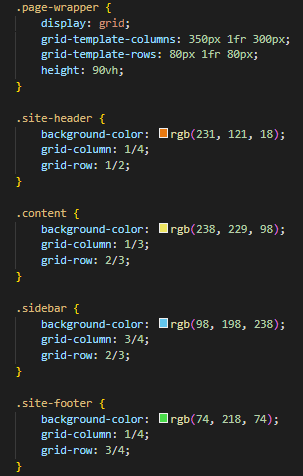 .page-wrapper {
    display: grid;
    grid-template-columns: 350px 1fr 300px;
    grid-template-rows: 80px 1fr 80px;
    height: 90vh;
}

.site-header {
    background-color: rgb(231, 121, 18);
    grid-column: 1/4;
    grid-row: 1/2;
}

.content {
    background-color: rgb(238, 229, 98);
    grid-column: 1/3;
    grid-row: 2/3;
}

.sidebar {
    background-color: rgb(98, 198, 238);
    grid-column: 3/4;
    grid-row: 2/3;
}

.site-footer {
    background-color: rgb(74, 218, 74);
    grid-column: 1/4;
    grid-row: 3/4;
}